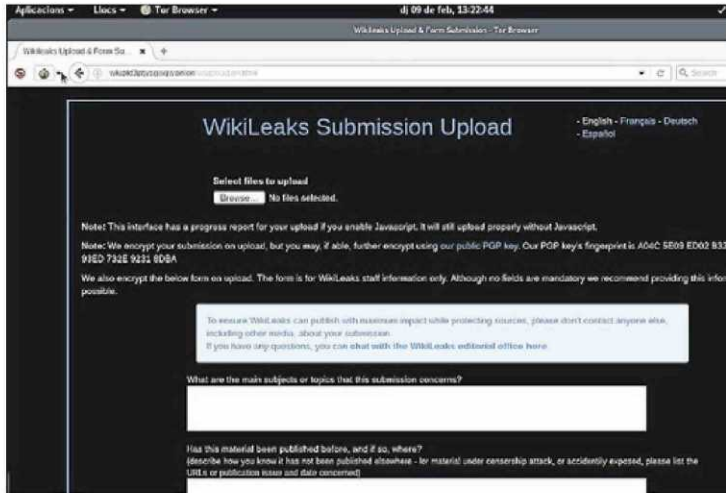 Aplicacions Llocs Tor Browser dj 09 de feb, 13:22:44
WikiLeaks Upload & Form Submission - Tor Browser
WikiLeaks Upload & Form Su...
Search
WikiLeaks Submission Upload
- English - Français - Deutsch
- Español
Select files to upload
Browse... No files selected.
Note: This interface has a progress report for your upload if you enable Javascript. It will still upload properly without Javascript.
Note: We encrypt your submission on upload, but you may, if able, further encrypt using our public PGP key. Our PGP key's fingerprint is A04C 5E09 ED02
93ED 732E 9231 8DBA
We also encrypt the below form on upload. The form is for WikiLeaks staff information only. Although no fields are mandatory we recommend providing this
possible.
To ensure WikiLeaks can publish with maximum impact while protecting sources, please don't contact anyone else,
including other media, about your submission.
If you have any questions, you can chat with the WikiLeaks editorial office here
What are the main subjects or topics that this submission concerns?
Has this material been published before, and if so, where?
(describe how you know it has not been published elsewhere - for material under censorship attack, or accidently exposed, please list the
URLs or publication issue and date concerned)